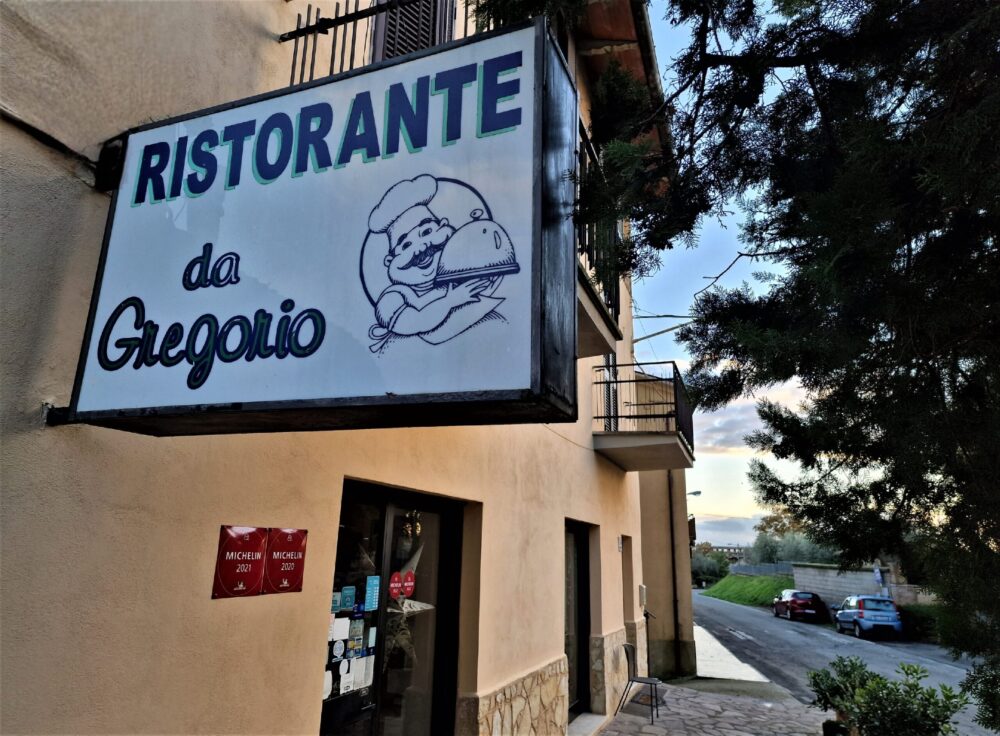 RISTORANTE
da
Gregorio
MICHELIN
2021
MICHELIN
2020